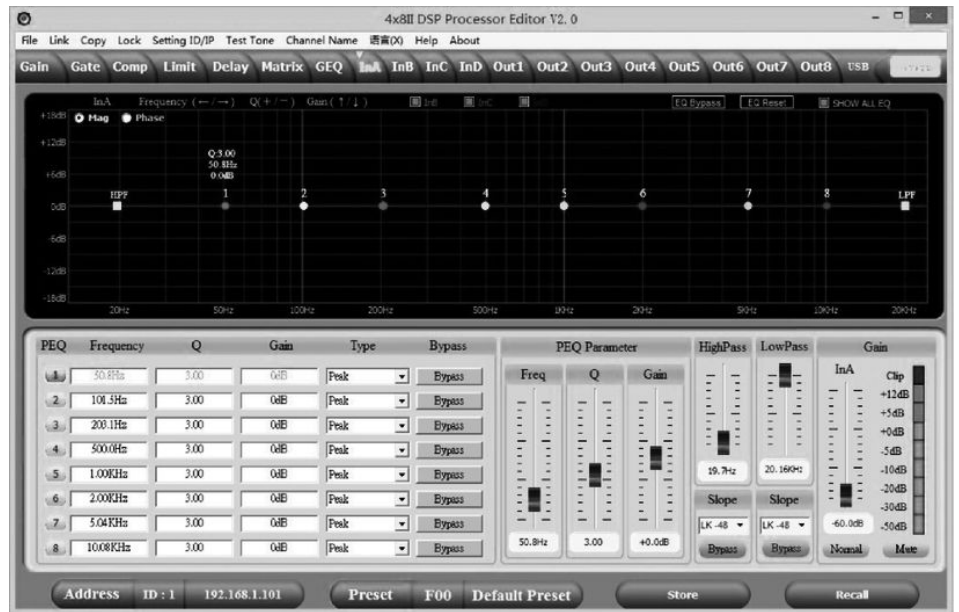 4x8II DSP Processor Editor V2. 0
File Link Copy Lock Setting ID/IP Test Tone Channel Name 语言(X) Help About
Gain Gate Comp Limit Delay Matrix GEQ InA InB InC InD Out1 Out2 Out3 Out4 Out5 Out6 Out7 Out8 USB
InA Frequency (←/→) Q(+/-) Gain(↑/↓) InB InC EQ Bypass EQ Reset SHOW ALL EQ
+18dB Mag Phase
+12dB
Q:3.00
50.8Hz
+6dB 0.0dB
HPF 1 2 3 4 5 6 7 8 LPF
0dB
-6dB
-12dB
-18dB
20Hz 50Hz 100Hz 200Hz 500Hz 1KHz 2KHz 5KHz 10KHz 20KHz
PEQ Frequency Q Gain Type Bypass
1 50.8Hz 3.00 0dB Peak Bypass
2 101.5Hz 3.00 0dB Peak Bypass
3 203.1Hz 3.00 0dB Peak Bypass
4 500.0Hz 3.00 0dB Peak Bypass
5 1.00KHz 3.00 0dB Peak Bypass
6 2.00KHz 3.00 0dB Peak Bypass
7 5.04KHz 3.00 0dB Peak Bypass
8 10.08KHz 3.00 0dB Peak Bypass
PEQ Parameter
Freq Q Gain
50.8Hz 3.00 +0.0dB
HighPass LowPass
19.7Hz 20.16KHz
Slope Slope
LK-48 LK-48
Bypass Bypass
Gain
InA Clip
+12dB
+5dB
+0dB
-5dB
-10dB
-20dB
-30dB
-60.0dB -50dB
Normal Mute
Address ID : 1 192.168.1.101 Preset F00 Default Preset Store Recall